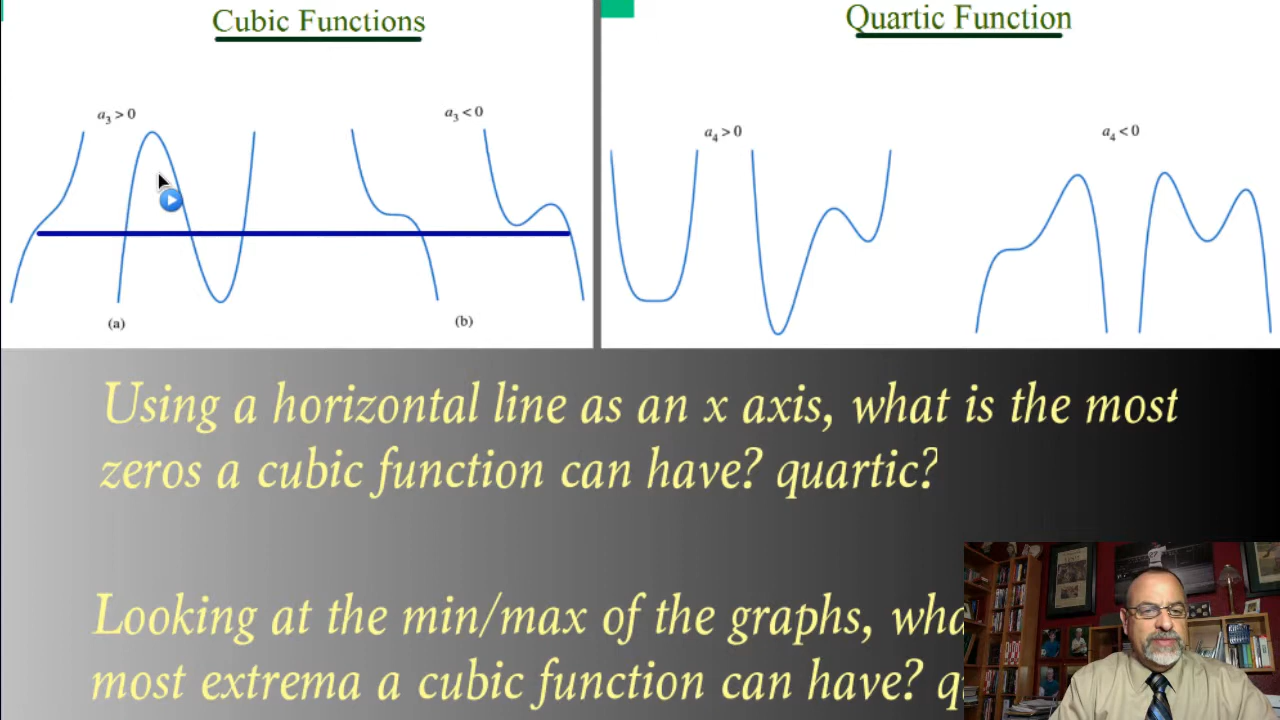 Cubic Functions
Quartic Function
a₃ > 0
a₃ < 0
a₄ > 0
a₄ < 0
(a)
(b)
Using a horizontal line as an x axis, what is the most
zeros a cubic function can have? quartic?
Looking at the min/max of the graphs,
most extrema a cubic function can have?